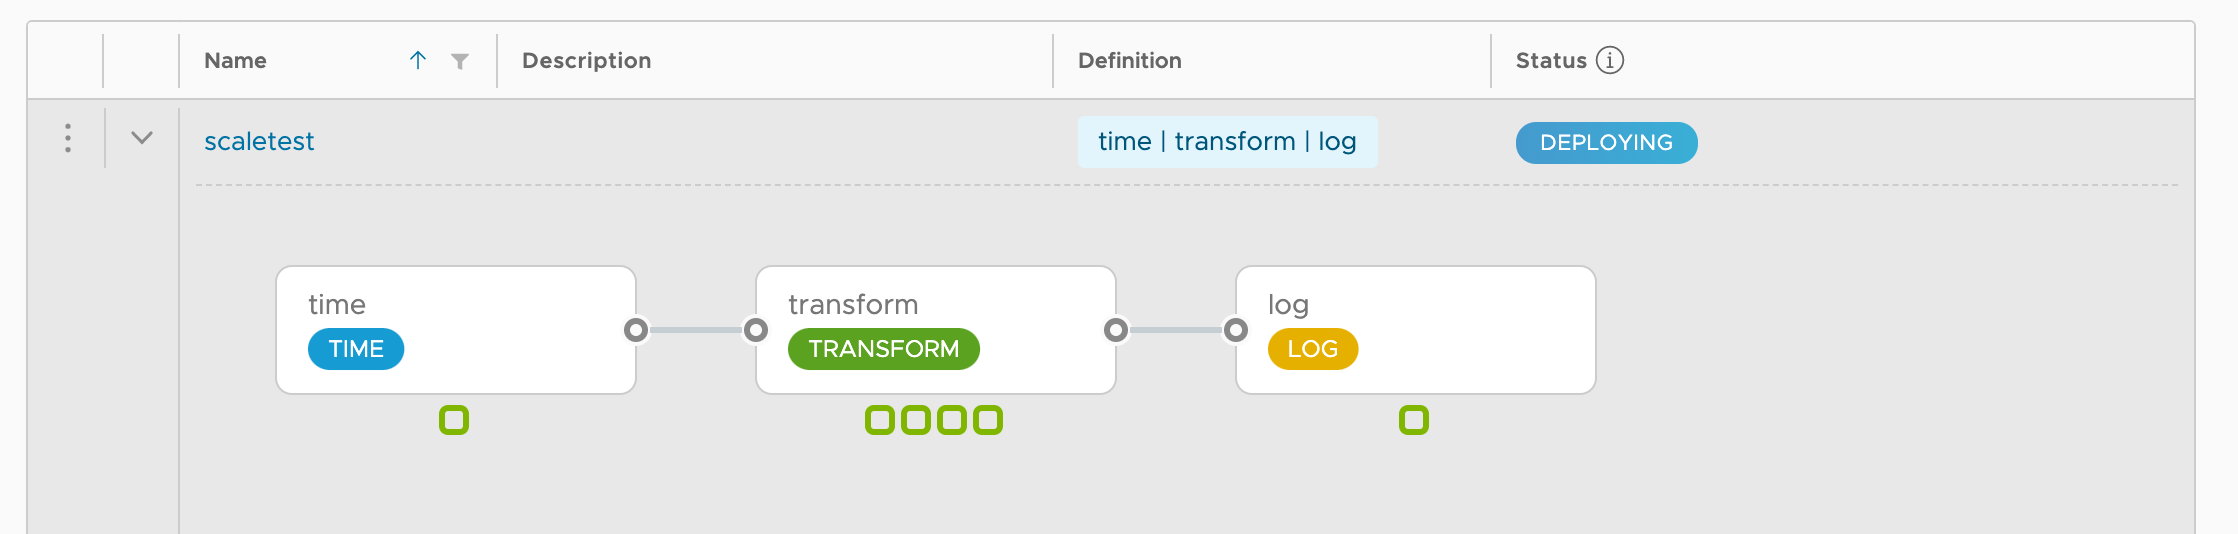 Name Description Definition Status
scaletest time | transform | log DEPLOYING
time transform log
TIME TRANSFORM LOG